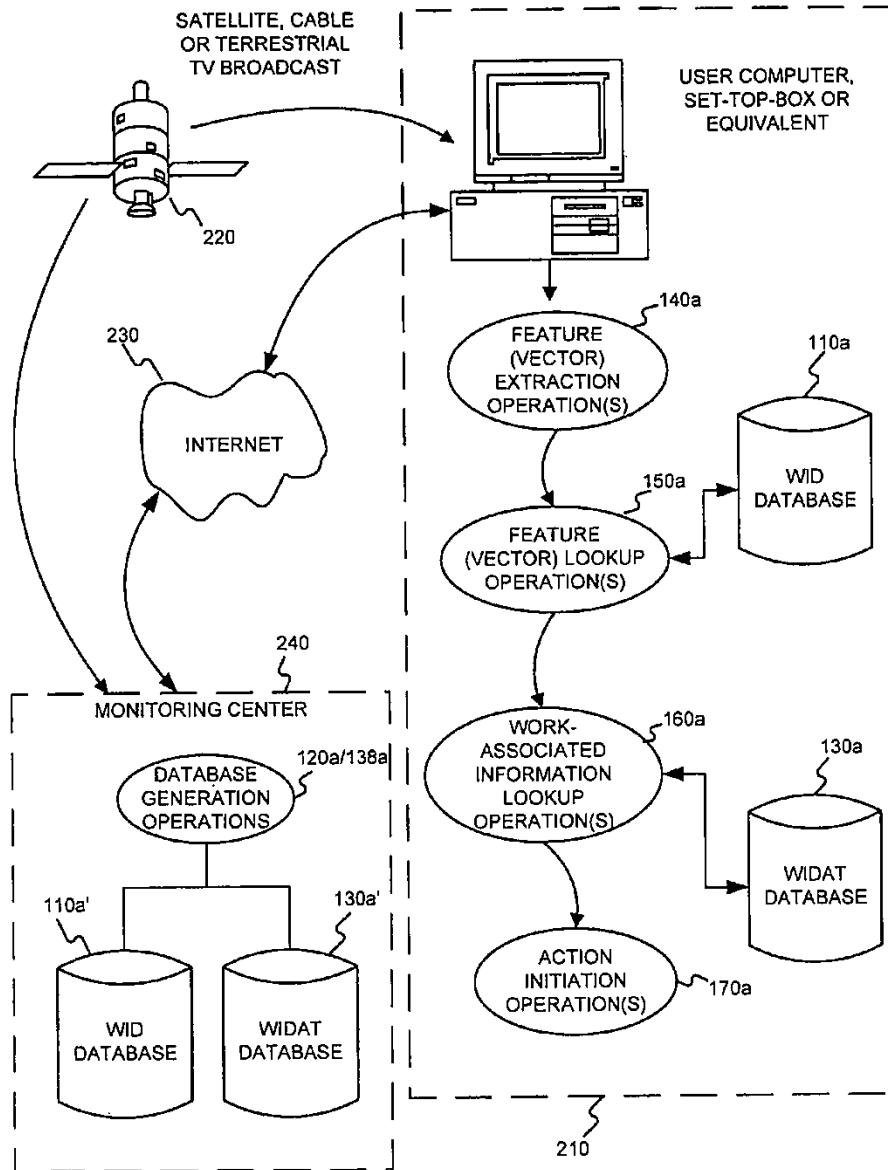 SATELLITE, CABLE
OR TERRESTRIAL
TV BROADCAST
USER COMPUTER,
SET-TOP-BOX OR
EQUIVALENT
220
140a
FEATURE
(VECTOR)
EXTRACTION
OPERATION(S)
230
INTERNET
110a
WID
DATABASE
150a
FEATURE
(VECTOR) LOOKUP
OPERATION(S)
240
MONITORING CENTER
160a
WORK-
ASSOCIATED
INFORMATION
LOOKUP
OPERATION(S)
120a/138a
DATABASE
GENERATION
OPERATIONS
130a
WIDAT
DATABASE
110a'
WID
DATABASE
130a'
WIDAT
DATABASE
ACTION
INITIATION
OPERATION(S)
170a
210